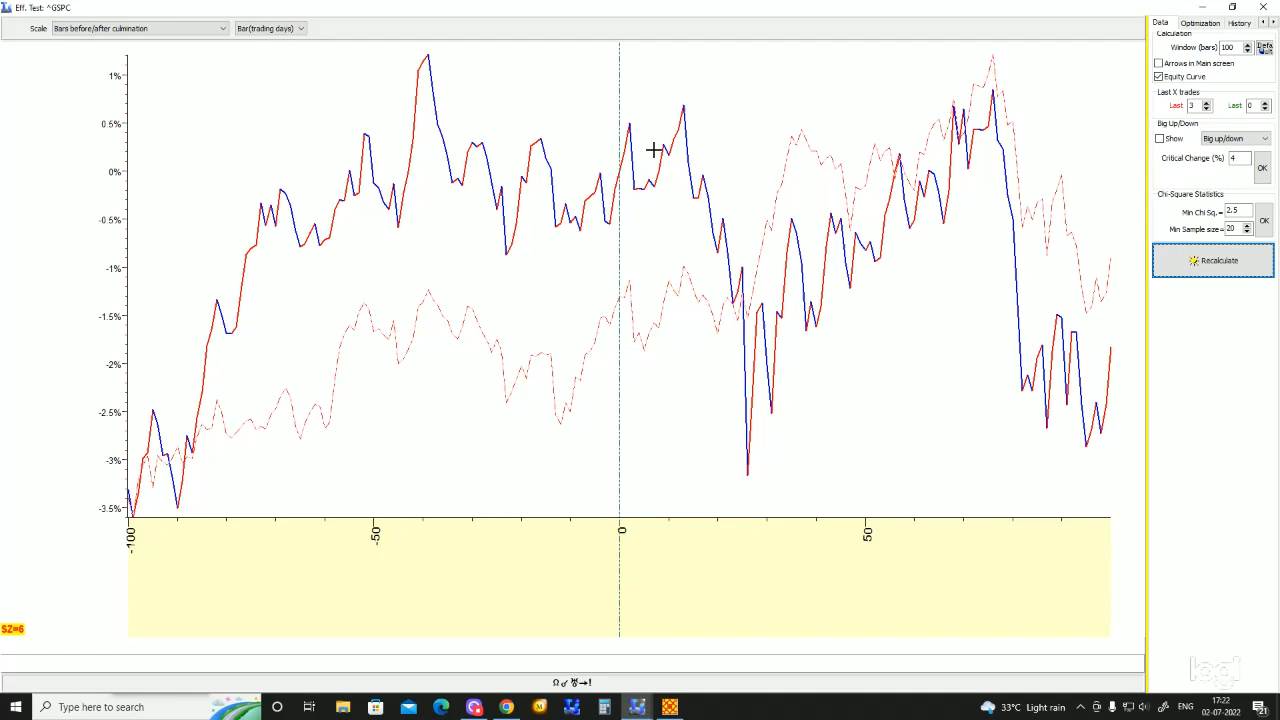 Eff. Test: ^GSPC
Scale Bars before/after culmination Bar(trading days)
Data Optimization History
Calculation
Window (bars) 100
Arrows in Main screen
Equity Curve
Last X trades
Last 3 Last 0
Big Up/Down
Show Big up/down
Critical Change (%) 4 OK
Chi-Square Statistics
Min Chi Sq.= 2.5
Min Sample size= 20 OK
Recalculate
1%
0.5%
0%
-0.5%
-1%
-1.5%
-2%
-2.5%
-3%
-3.5%
-100 -50 0 50
SZ=6
Type here to search
33°C Light rain
ENG
17:22
02-07-2022
21